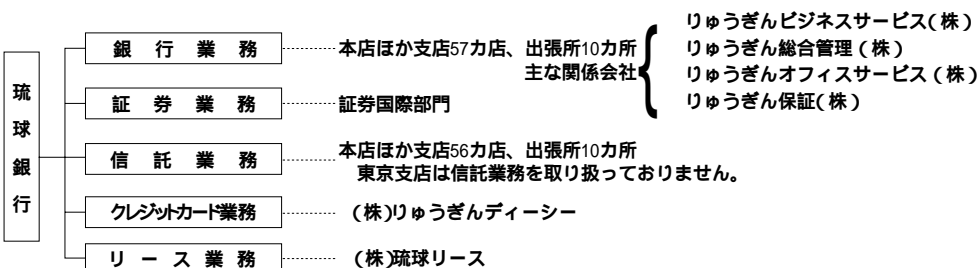 琉球銀行
銀行業務
本店ほか支店57カ店、出張所10カ所
主な関係会社
りゅうぎんビジネスサービス(株)
りゅうぎん総合管理(株)
りゅうぎんオフィスサービス(株)
りゅうぎん保証(株)
証券業務
証券国際部門
信託業務
本店ほか支店56カ店、出張所10カ所
東京支店は信託業務を取り扱っておりません。
クレジットカード業務
(株)りゅうぎんディーシー
リース業務
(株)琉球リース